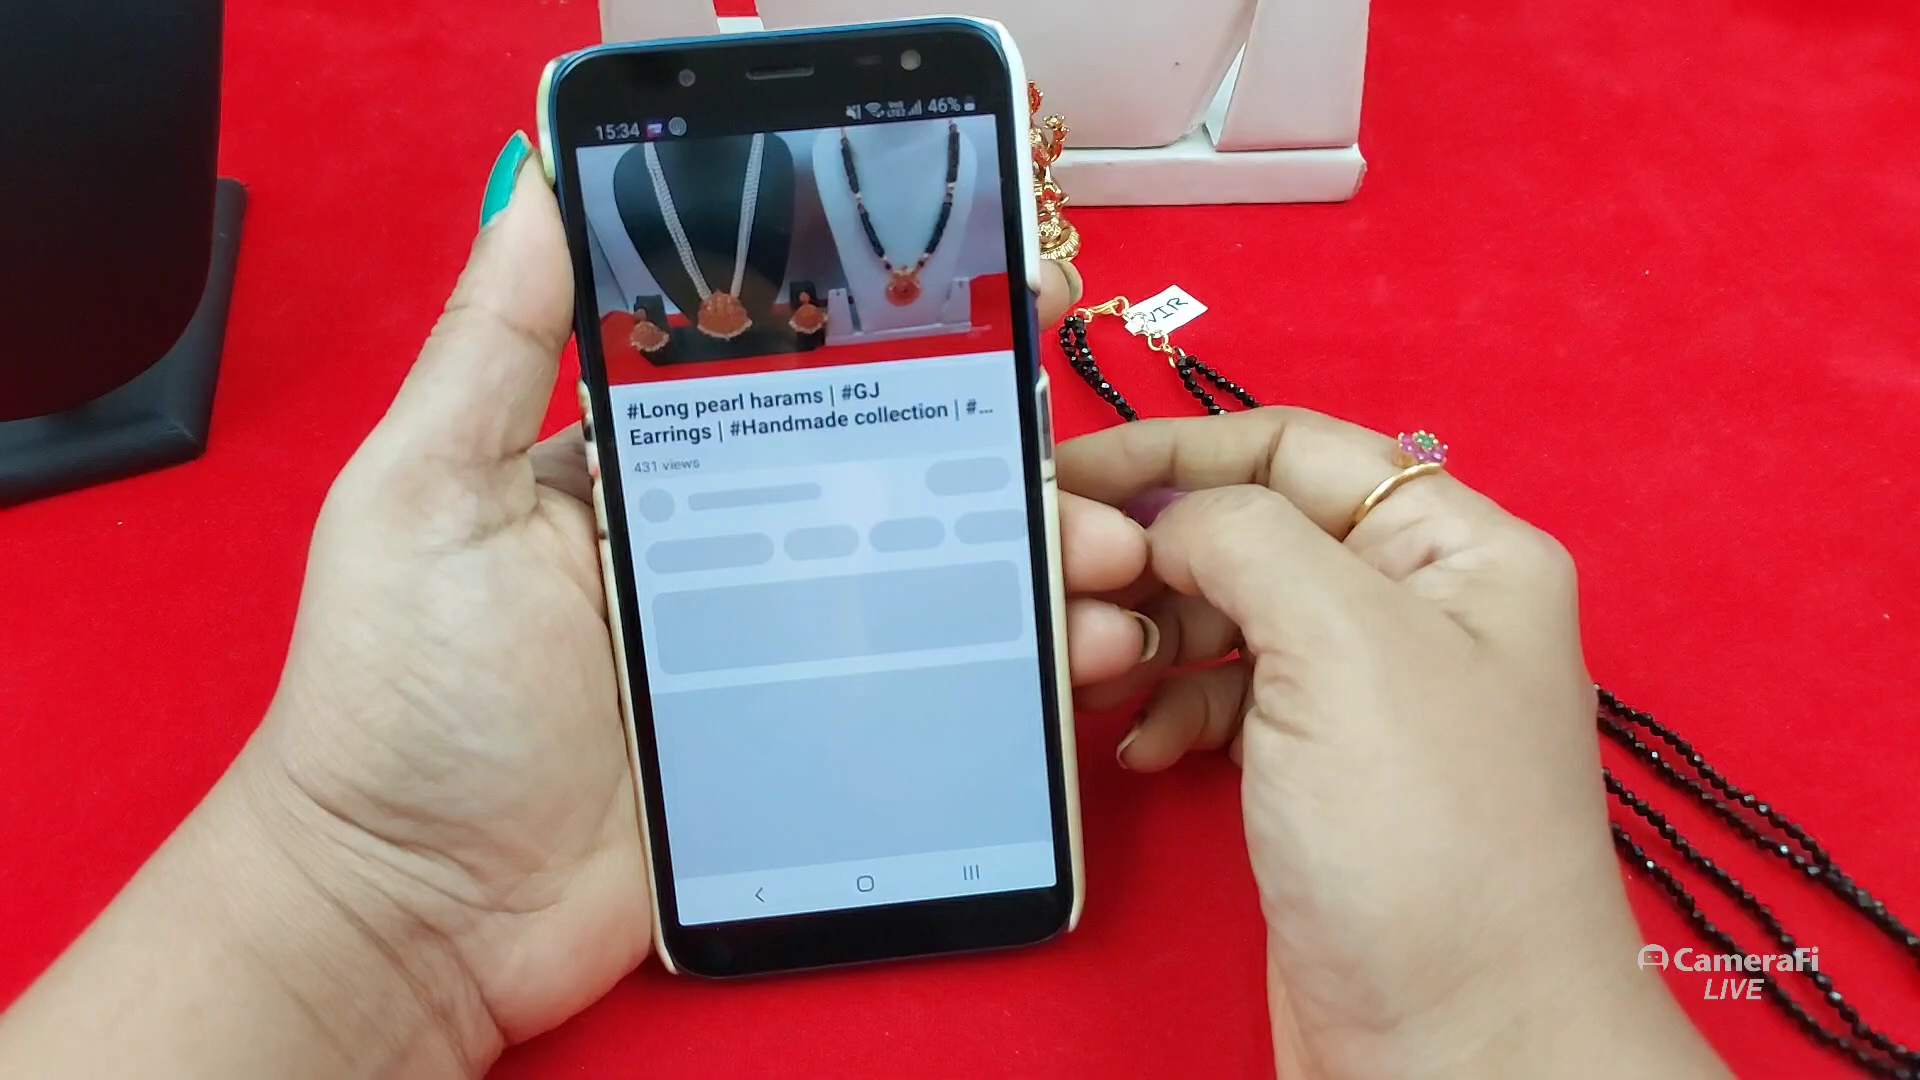 15:34
46%
#Long pearl harams | #GJ
Earrings | #Handmade collection | #...
431 views
VIR
CameraFi
LIVE